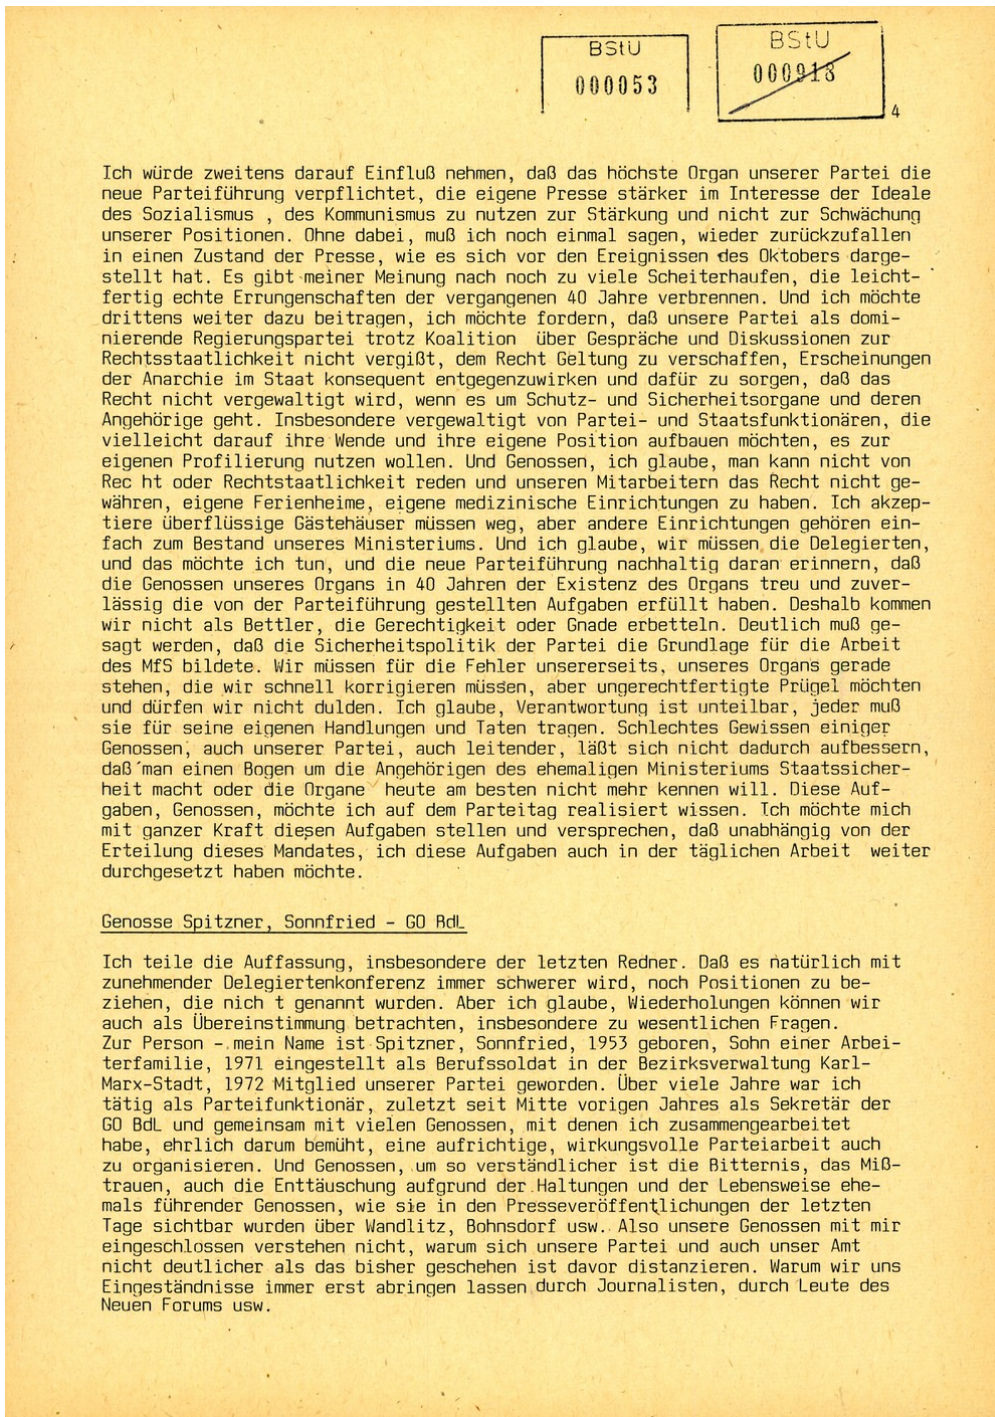 BStU
000053
BStU
000918
4
Ich würde zweitens darauf Einfluß nehmen, daß das höchste Organ unserer Partei die
neue Parteiführung verpflichtet, die eigene Presse stärker im Interesse der Ideale
des Sozialismus , des Kommunismus zu nutzen zur Stärkung und nicht zur Schwächung
unserer Positionen. Ohne dabei, muß ich noch einmal sagen, wieder zurückzufallen
in einen Zustand der Presse, wie es sich vor den Ereignissen des Oktobers darge-
stellt hat. Es gibt meiner Meinung nach noch zu viele Scheiterhaufen, die leicht-
fertig echte Errungenschaften der vergangenen 40 Jahre verbrennen. Und ich möchte
drittens weiter dazu beitragen, ich möchte fordern, daß unsere Partei als domi-
nierende Regierungspartei trotz Koalition  über Gespräche und Diskussionen zur
Rechtsstaatlichkeit nicht vergißt, dem Recht Geltung zu verschaffen, Erscheinungen
der Anarchie im Staat konsequent entgegenzuwirken und dafür zu sorgen, daß das
Recht nicht vergewaltigt wird, wenn es um Schutz- und Sicherheitsorgane und deren
Angehörige geht. Insbesondere vergewaltigt von Partei- und Staatsfunktionären, die
vielleicht darauf ihre Wende und ihre eigene Position aufbauen möchten, es zur
eigenen Profilierung nutzen wollen. Und Genossen, ich glaube, man kann nicht von
Rec ht oder Rechtstaatlichkeit reden und unseren Mitarbeitern das Recht nicht ge-
währen, eigene Ferienheime, eigene medizinische Einrichtungen zu haben. Ich akzep-
tiere überflüssige Gästehäuser müssen weg, aber andere Einrichtungen gehören ein-
fach zum Bestand unseres Ministeriums. Und ich glaube, wir müssen die Delegierten,
und das möchte ich tun, und die neue Parteiführung nachhaltig daran erinnern, daß
die Genossen unseres Organs in 40 Jahren der Existenz des Organs treu und zuver-
lässig die von der Parteiführung gestellten Aufgaben erfüllt haben. Deshalb kommen
wir nicht als Bettler, die Gerechtigkeit oder Gnade erbetteln. Deutlich muß ge-
sagt werden, daß die Sicherheitspolitik der Partei die Grundlage für die Arbeit
des MfS bildete. Wir müssen für die Fehler unsererseits, unseres Organs gerade
stehen, die wir schnell korrigieren müssen, aber ungerechtfertigte Prügel möchten
und dürfen wir nicht dulden. Ich glaube, Verantwortung ist unteilbar, jeder muß
sie für seine eigenen Handlungen und Taten tragen. Schlechtes Gewissen einiger
Genossen, auch unserer Partei, auch leitender, läßt sich nicht dadurch aufbessern,
daß man einen Bogen um die Angehörigen des ehemaligen Ministeriums Staatssicher-
heit macht oder die Organe  heute am besten nicht mehr kennen will. Diese Auf-
gaben, Genossen, möchte ich auf dem Parteitag realisiert wissen. Ich möchte mich
mit ganzer Kraft diesen Aufgaben stellen und versprechen, daß unabhängig von der
Erteilung dieses Mandates, ich diese Aufgaben auch in der täglichen Arbeit  weiter
durchgesetzt haben möchte.
Genosse Spitzner, Sonnfried - GO BdL
Ich teile die Auffassung, insbesondere der letzten Redner. Daß es natürlich mit
zunehmender Delegiertenkonferenz immer schwerer wird, noch Positionen zu be-
ziehen, die nich t genannt wurden. Aber ich glaube, Wiederholungen können wir
auch als Übereinstimmung betrachten, insbesondere zu wesentlichen Fragen.
Zur Person - mein Name ist Spitzner, Sonnfried, 1953 geboren, Sohn einer Arbei-
terfamilie, 1971 eingestellt als Berufssoldat in der Bezirksverwaltung Karl-
Marx-Stadt, 1972 Mitglied unserer Partei geworden. Über viele Jahre war ich
tätig als Parteifunktionär, zuletzt seit Mitte vorigen Jahres als Sekretär der
GO BdL und gemeinsam mit vielen Genossen, mit denen ich zusammengearbeitet
habe, ehrlich darum bemüht, eine aufrichtige, wirkungsvolle Parteiarbeit auch
zu organisieren. Und Genossen, um so verständlicher ist die Bitternis, das Miß-
trauen, auch die Enttäuschung aufgrund der Haltungen und der Lebensweise ehe-
mals führender Genossen, wie sie in den Presseveröffentlichungen der letzten
Tage sichtbar wurden über Wandlitz, Bohnsdorf usw. Also unsere Genossen mit mir
eingeschlossen verstehen nicht, warum sich unsere Partei und auch unser Amt
nicht deutlicher als das bisher geschehen ist davor distanzieren. Warum wir uns
Eingeständnisse immer erst abringen lassen durch Journalisten, durch Leute des
Neuen Forums usw.